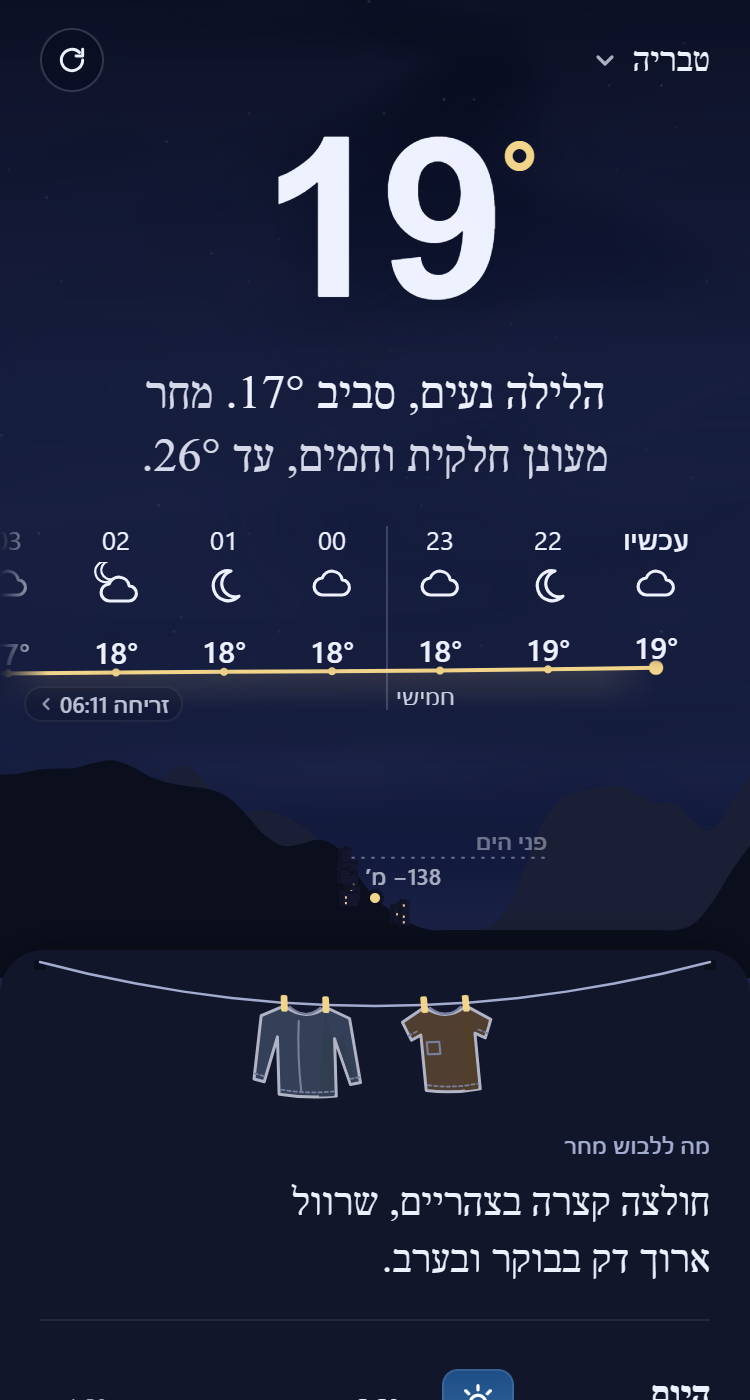 טבריה
19°
הלילה נעים, סביב 17°. מחר
מעונן חלקית וחמים, עד 26°.
עכשיו 22 23 00 01 02
19° 19° 18° 18° 18° 18°
חמישי
זריחה 06:11
פני הים
138– מ׳
מה ללבוש מחר
חולצה קצרה בצהריים, שרוול
ארוך דק בבוקר ובערב.
היום